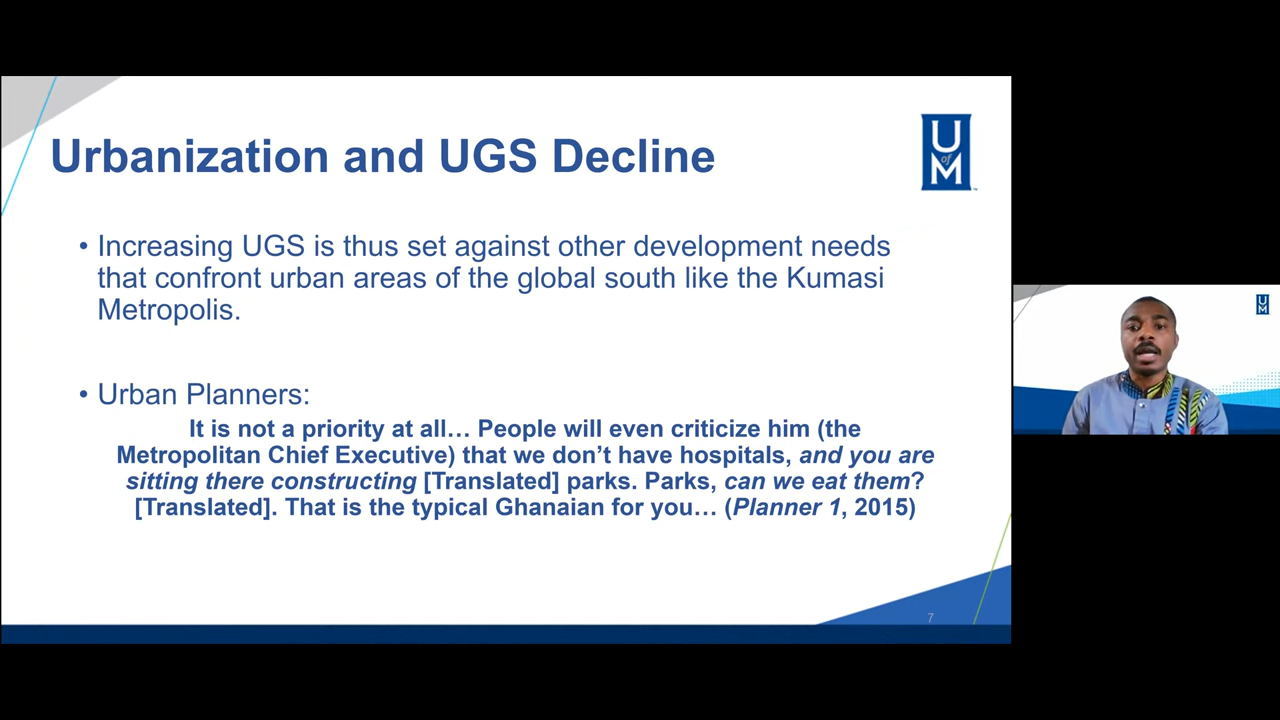 Urbanization and UGS Decline
U
of
M
• Increasing UGS is thus set against other development needs
that confront urban areas of the global south like the Kumasi
Metropolis.
• Urban Planners:
It is not a priority at all… People will even criticize him (the
Metropolitan Chief Executive) that we don’t have hospitals, and you are
sitting there constructing [Translated] parks. Parks, can we eat them?
[Translated]. That is the typical Ghanaian for you… (Planner 1, 2015)
7
U
M